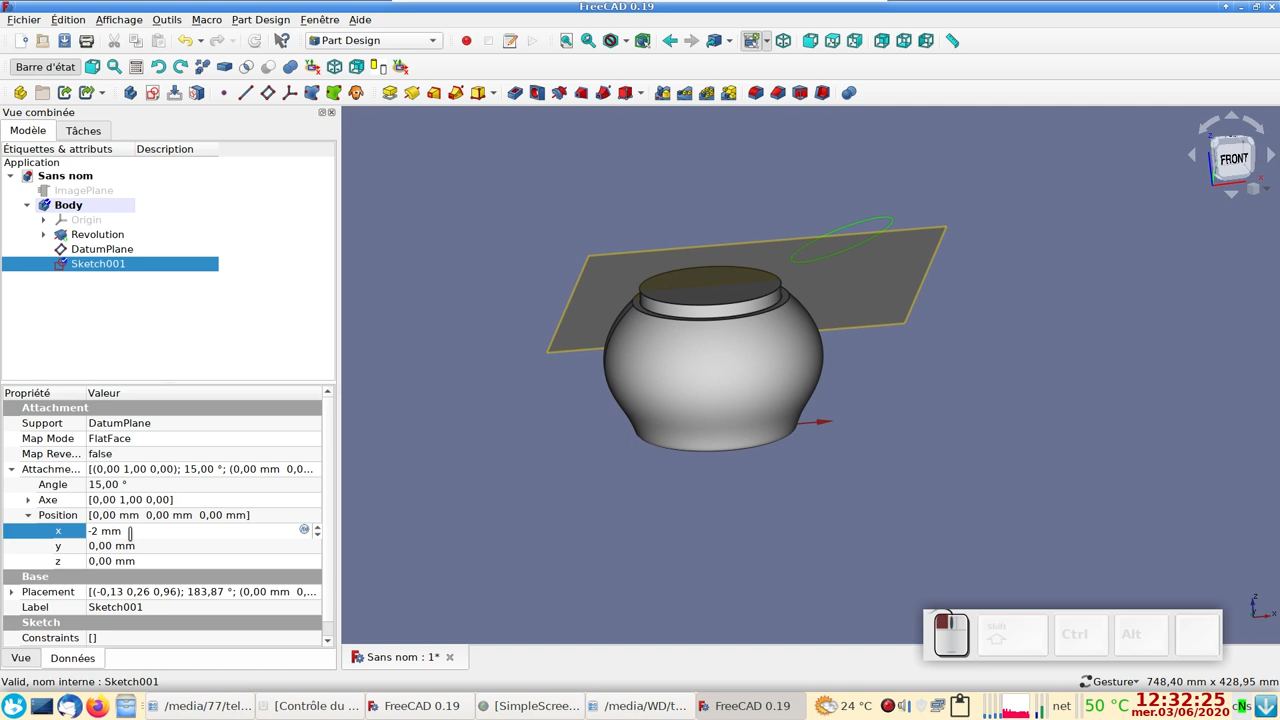 FreeCAD 0.19
Fichier Édition Affichage Outils Macro Part Design Fenêtre Aide
Part Design
Barre d'état
Vue combinée
Modèle Tâches
Étiquettes & attributs Description
Application
Sans nom
ImagePlane
Body
Origin
Revolution
DatumPlane
Sketch001
FRONT
Propriété Valeur
Attachment
Support DatumPlane
Map Mode FlatFace
Map Reve... false
Attachme... [(0,00 1,00 0,00); 15,00 °; (0,00 mm 0,0...
Angle 15,00 °
Axe [0,00 1,00 0,00]
Position [0,00 mm 0,00 mm 0,00 mm]
x -2 mm
y 0,00 mm
z 0,00 mm
Base
Placement [(-0,13 0,26 0,96); 183,87 °; (0,00 mm 0,...
Label Sketch001
Sketch
Constraints []
Shift Ctrl Alt
Vue Données
Sans nom : 1*
Valid, nom interne : Sketch001
Gesture 748,40 mm x 428,95 mm
/media/77/tel... [Contrôle du ... FreeCAD 0.19 [SimpleScree... /media/WD/t... FreeCAD 0.19 24 °C net 50 °C 12:32:25
mer.03/06/2020